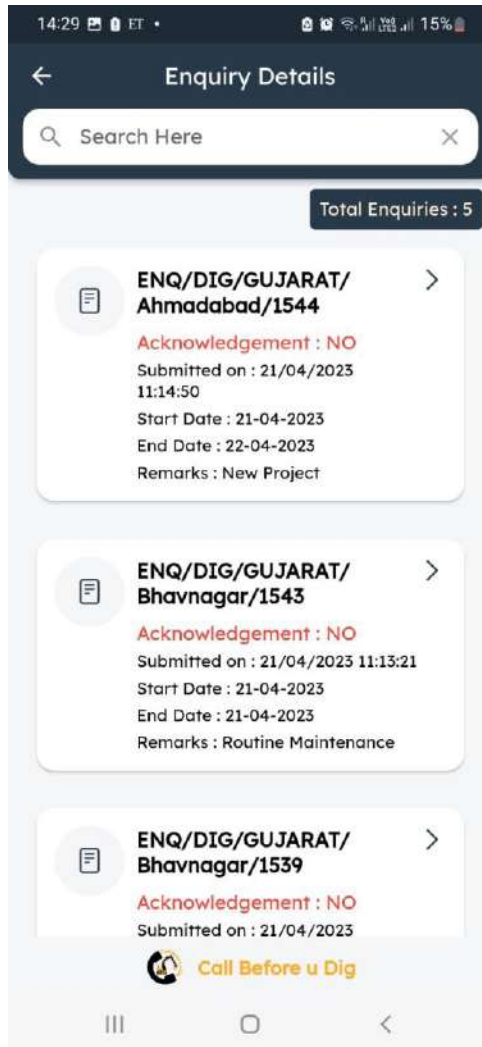 14:29 ET • 15%
Enquiry Details
Search Here
Total Enquiries : 5
ENQ/DIG/GUJARAT/
Ahmadabad/1544
Acknowledgement : NO
Submitted on : 21/04/2023
11:14:50
Start Date : 21-04-2023
End Date : 22-04-2023
Remarks : New Project
ENQ/DIG/GUJARAT/
Bhavnagar/1543
Acknowledgement : NO
Submitted on : 21/04/2023 11:13:21
Start Date : 21-04-2023
End Date : 21-04-2023
Remarks : Routine Maintenance
ENQ/DIG/GUJARAT/
Bhavnagar/1539
Acknowledgement : NO
Submitted on : 21/04/2023
Call Before u Dig